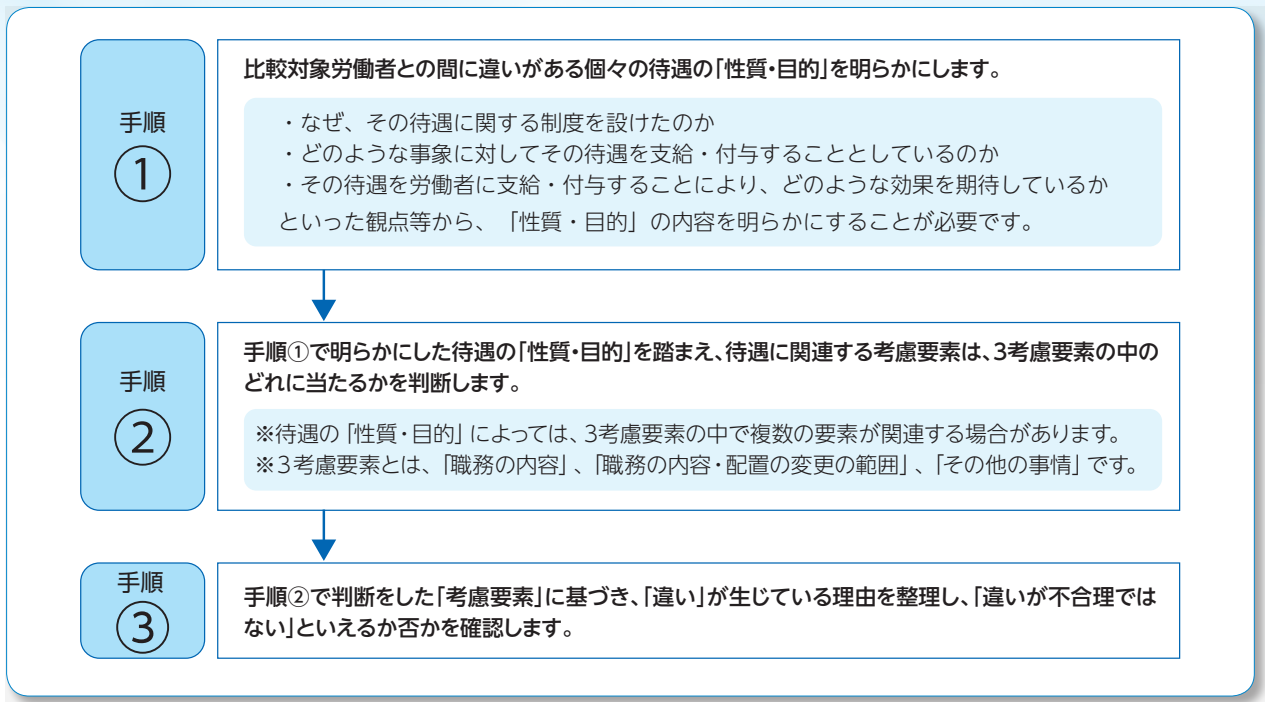 手順
①
比較対象労働者との間に違いがある個々の待遇の「性質・目的」を明らかにします。
・なぜ、その待遇に関する制度を設けたのか
・どのような事象に対してその待遇を支給・付与することとしているのか
・その待遇を労働者に支給・付与することにより、どのような効果を期待しているか
といった観点等から、「性質・目的」の内容を明らかにすることが必要です。
手順
②
手順①で明らかにした待遇の「性質・目的」を踏まえ、待遇に関連する考慮要素は、3考慮要素の中の
どれに当たるかを判断します。
※待遇の「性質・目的」によっては、3考慮要素の中で複数の要素が関連する場合があります。
※3考慮要素とは、「職務の内容」、「職務の内容・配置の変更の範囲」、「その他の事情」です。
手順
③
手順②で判断をした「考慮要素」に基づき、「違い」が生じている理由を整理し、「違いが不合理では
ない」といえるか否かを確認します。